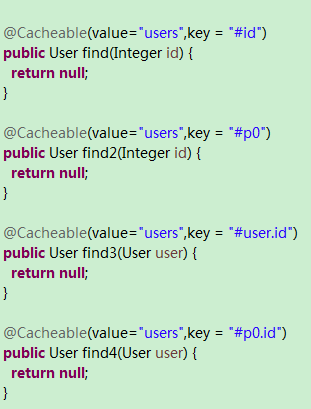 @Cacheable(value="users",key = "#id")
public User find(Integer id) {
return null;
}
@Cacheable(value="users",key = "#p0")
public User find2(Integer id) {
return null;
}
@Cacheable(value="users",key = "#user.id")
public User find3(User user) {
return null;
}
@Cacheable(value="users",key = "#p0.id")
public User find4(User user) {
return null;
}